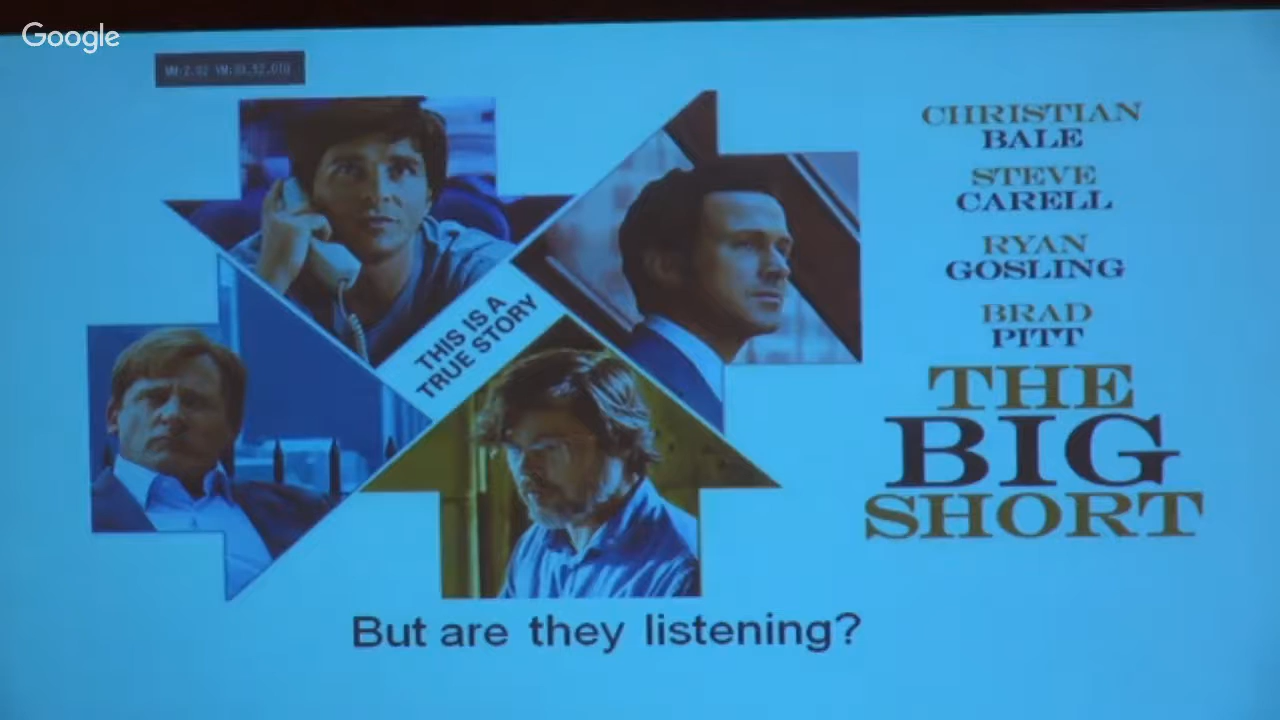 Google
THIS IS A
TRUE STORY
CHRISTIAN
BALE
STEVE
CARELL
RYAN
GOSLING
BRAD
PITT
THE
BIG
SHORT
But are they listening?